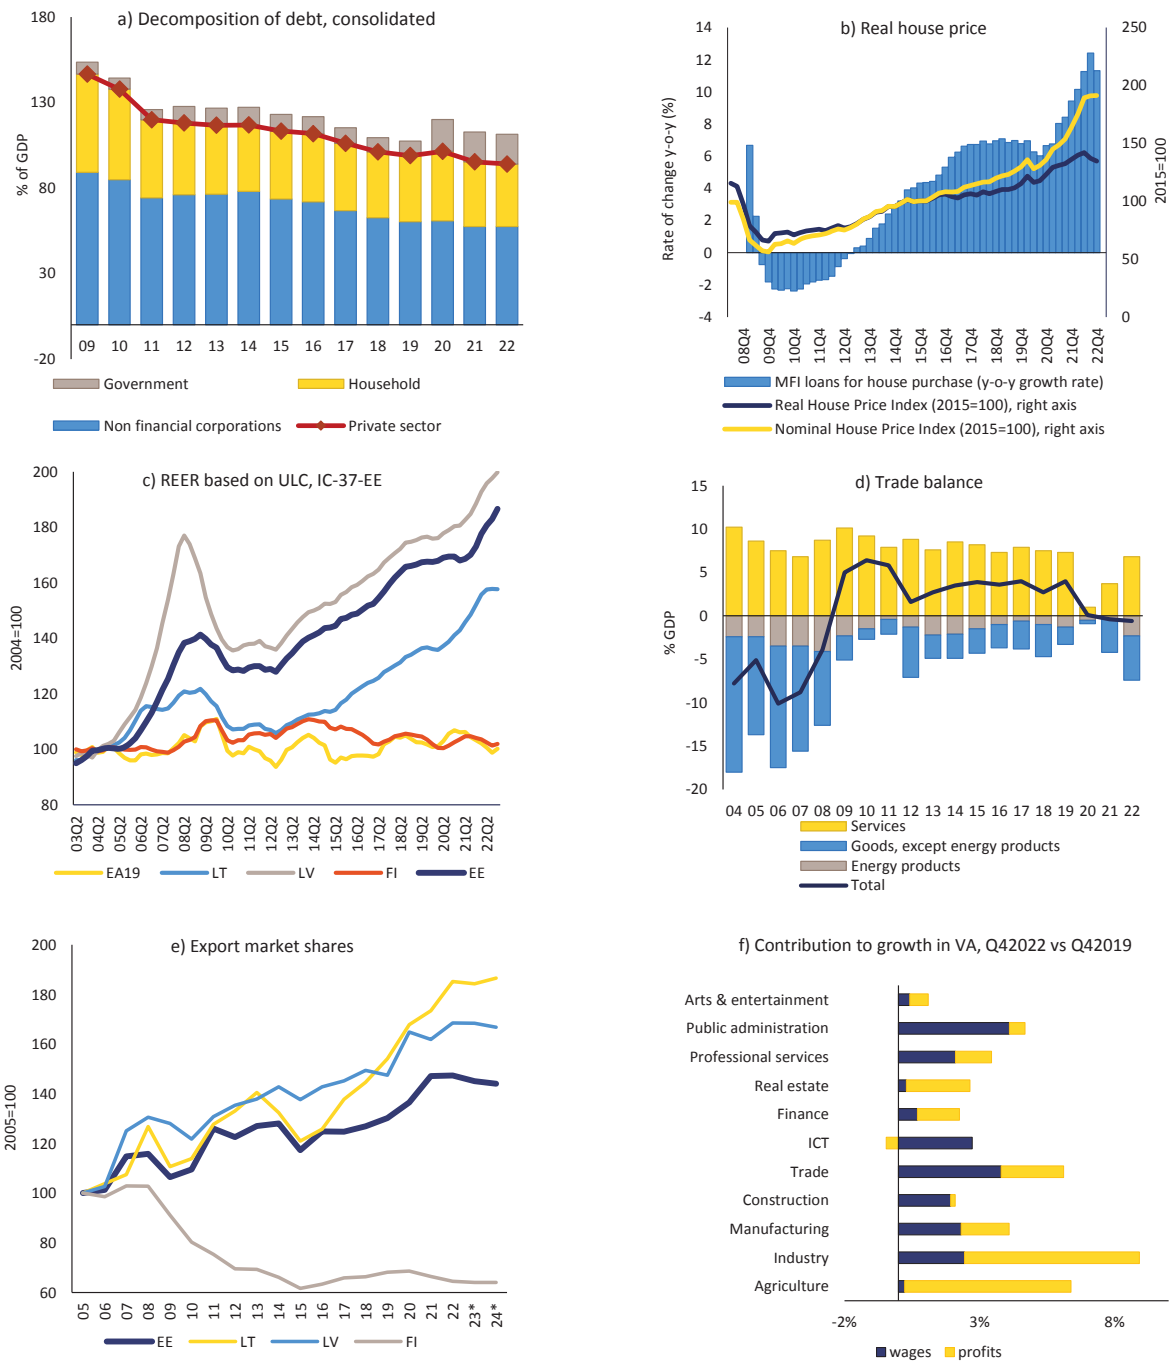 a) Decomposition of debt, consolidated
% of GDP
180
130
80
30
-20
09 10 11 12 13 14 15 16 17 18 19 20 21 22
Government
Household
Non financial corporations
Private sector
b) Real house price
Rate of change y-o-y (%)
14
12
10
8
6
4
2
0
-2
-4
250
200
150
100
50
0
2015=100
08Q4 09Q4 10Q4 11Q4 12Q4 13Q4 14Q4 15Q4 16Q4 17Q4 18Q4 19Q4 20Q4 21Q4 22Q4
MFI loans for house purchase (y-o-y growth rate)
Real House Price Index (2015=100), right axis
Nominal House Price Index (2015=100), right axis
c) REER based on ULC, IC-37-EE
2004=100
200
180
160
140
120
100
80
03Q2 04Q2 05Q2 06Q2 07Q2 08Q2 09Q2 10Q2 11Q2 12Q2 13Q2 14Q2 15Q2 16Q2 17Q2 18Q2 19Q2 20Q2 21Q2 22Q2
EA19 LT LV FI EE
d) Trade balance
% GDP
15
10
5
0
-5
-10
-15
-20
04 05 06 07 08 09 10 11 12 13 14 15 16 17 18 19 20 21 22
Services
Goods, except energy products
Energy products
Total
e) Export market shares
2005=100
200
180
160
140
120
100
80
60
05 06 07 08 09 10 11 12 13 14 15 16 17 18 19 20 21 22 23* 24*
EE LT LV FI
f) Contribution to growth in VA, Q42022 vs Q42019
Arts & entertainment
Public administration
Professional services
Real estate
Finance
ICT
Trade
Construction
Manufacturing
Industry
Agriculture
-2% 3% 8%
wages profits